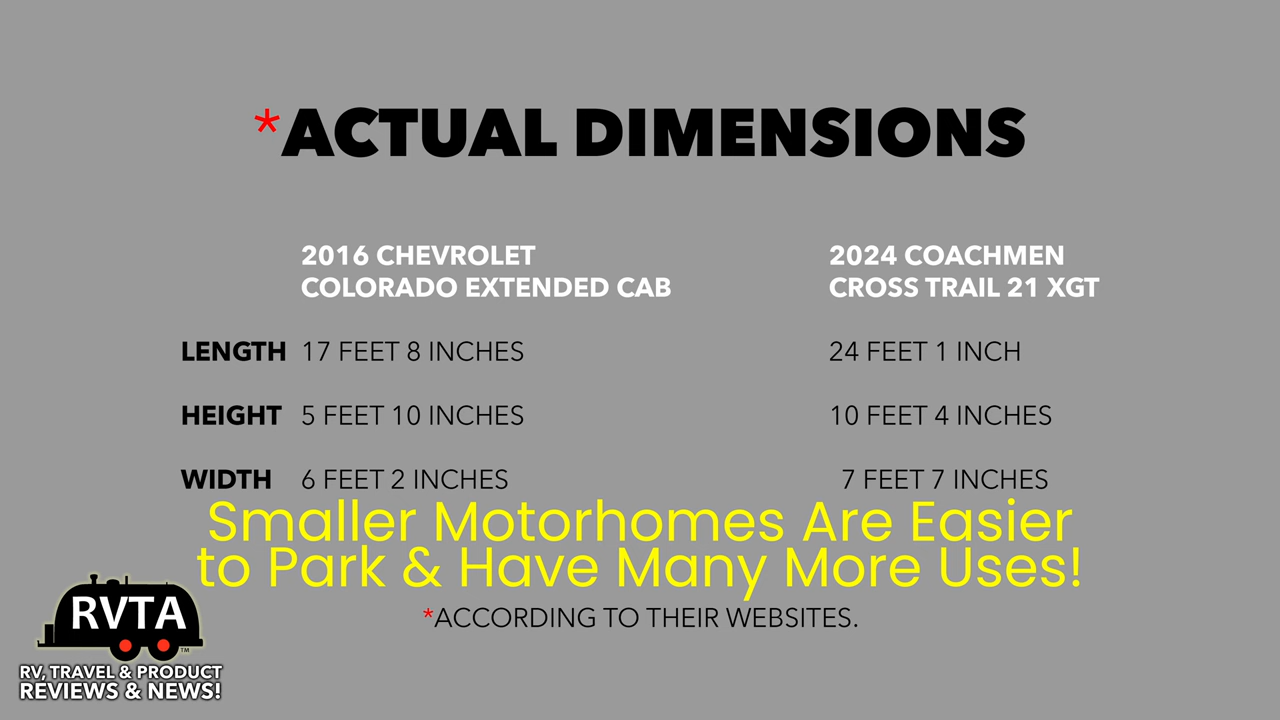 *ACTUAL DIMENSIONS
2016 CHEVROLET
COLORADO EXTENDED CAB
2024 COACHMEN
CROSS TRAIL 21 XGT
LENGTH 17 FEET 8 INCHES 24 FEET 1 INCH
HEIGHT 5 FEET 10 INCHES 10 FEET 4 INCHES
WIDTH 6 FEET 2 INCHES 7 FEET 7 INCHES
Smaller Motorhomes Are Easier
to Park & Have Many More Uses!
*ACCORDING TO THEIR WEBSITES.
RVTA
TM
RV, TRAVEL & PRODUCT
REVIEWS & NEWS!